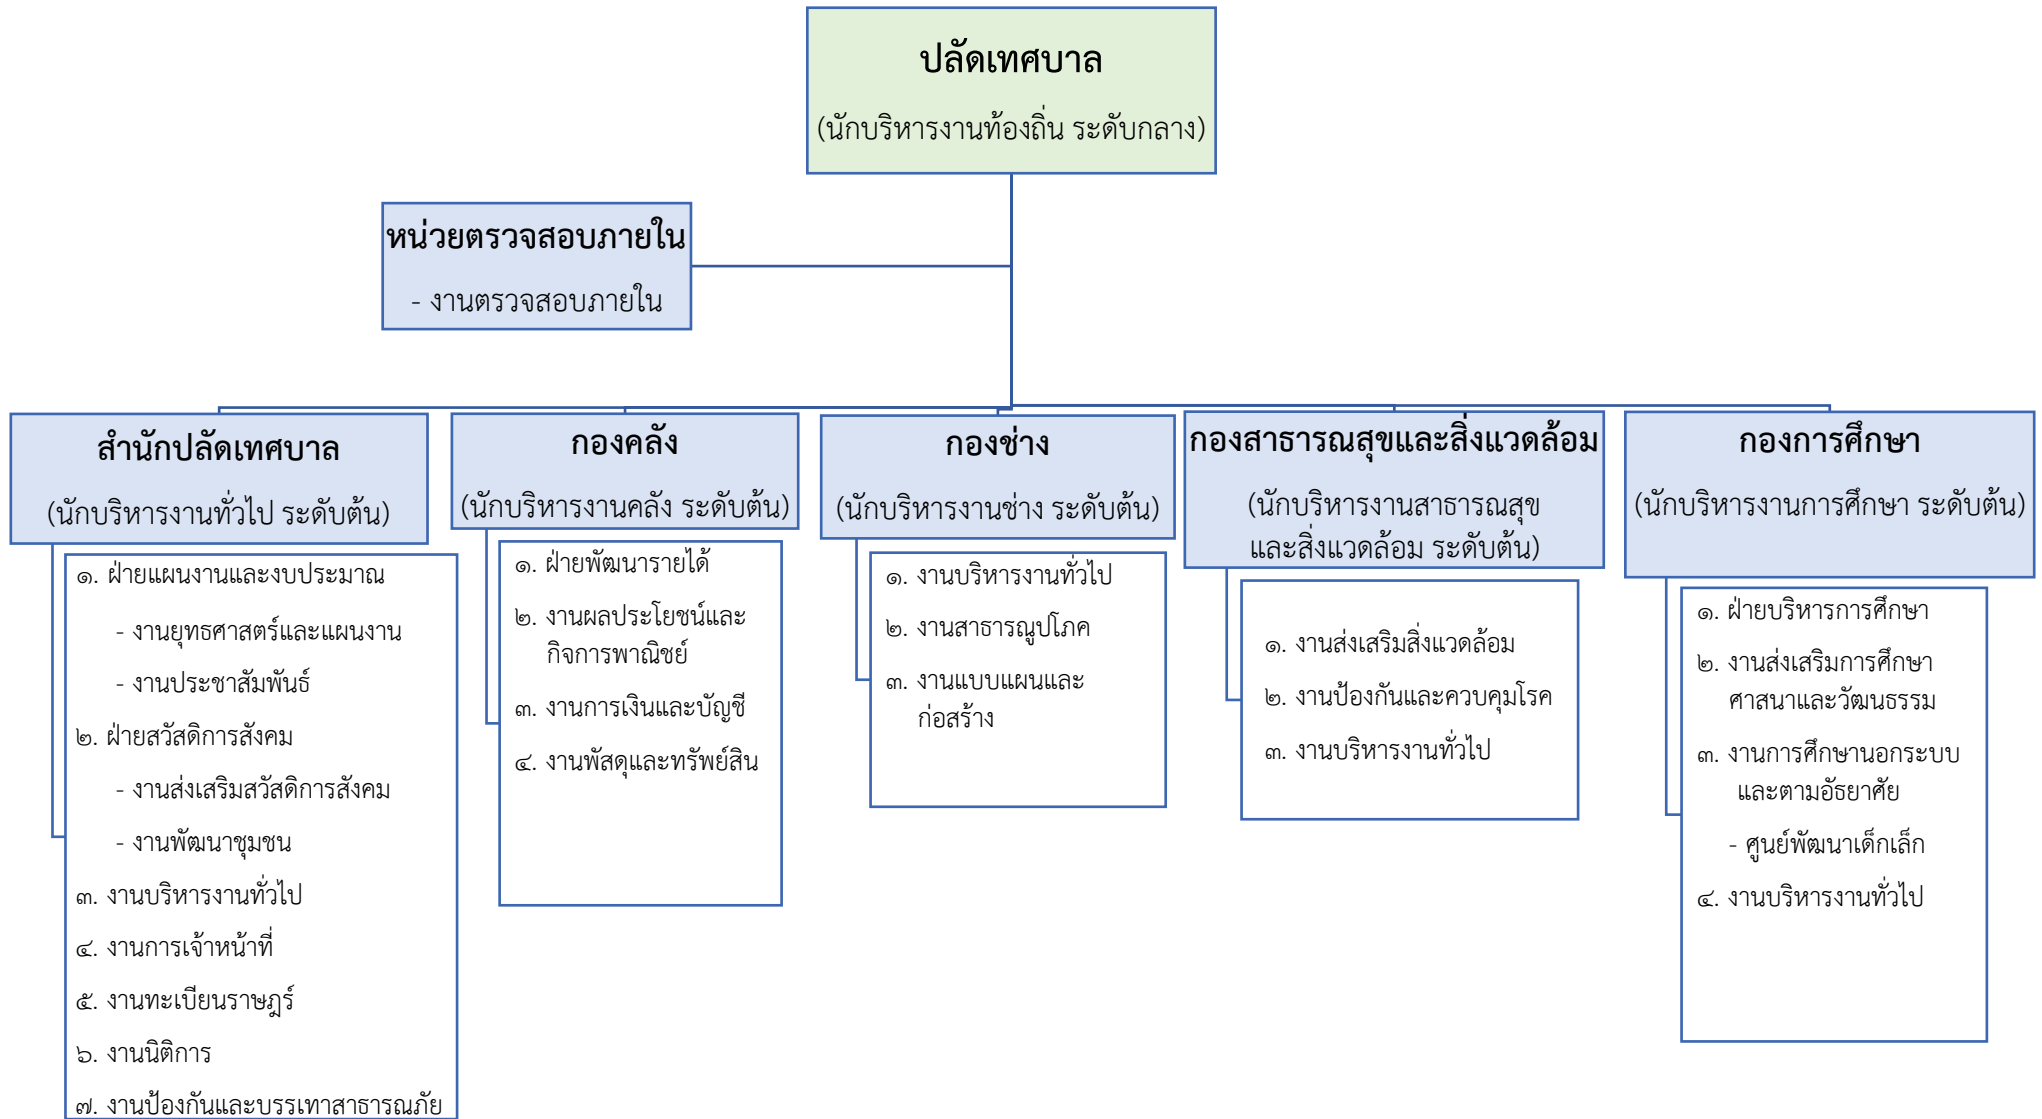 ปลัดเทศบาล
(นักบริหารงานท้องถิ่น ระดับกลาง)
หน่วยตรวจสอบภายใน
- งานตรวจสอบภายใน
สำนักปลัดเทศบาล
(นักบริหารงานทั่วไป ระดับต้น)
๑. ฝ่ายแผนงานและงบประมาณ
- งานยุทธศาสตร์และแผนงาน
- งานประชาสัมพันธ์
๒. ฝ่ายสวัสดิการสังคม
- งานส่งเสริมสวัสดิการสังคม
- งานพัฒนาชุมชน
๓. งานบริหารงานทั่วไป
๔. งานการเจ้าหน้าที่
๕. งานทะเบียนราษฎร์
๖. งานนิติการ
๗. งานป้องกันและบรรเทาสาธารณภัย
กองคลัง
(นักบริหารงานคลัง ระดับต้น)
๑. ฝ่ายพัฒนารายได้
๒. งานผลประโยชน์และ
กิจการพาณิชย์
๓. งานการเงินและบัญชี
๔. งานพัสดุและทรัพย์สิน
กองช่าง
(นักบริหารงานช่าง ระดับต้น)
๑. งานบริหารงานทั่วไป
๒. งานสาธารณูปโภค
๓. งานแบบแผนและ
ก่อสร้าง
กองสาธารณสุขและสิ่งแวดล้อม
(นักบริหารงานสาธารณสุข
และสิ่งแวดล้อม ระดับต้น)
๑. งานส่งเสริมสิ่งแวดล้อม
๒. งานป้องกันและควบคุมโรค
๓. งานบริหารงานทั่วไป
กองการศึกษา
(นักบริหารงานการศึกษา ระดับต้น)
๑. ฝ่ายบริหารการศึกษา
๒. งานส่งเสริมการศึกษา
ศาสนาและวัฒนธรรม
๓. งานการศึกษานอกระบบ
และตามอัธยาศัย
- ศูนย์พัฒนาเด็กเล็ก
๔. งานบริหารงานทั่วไป